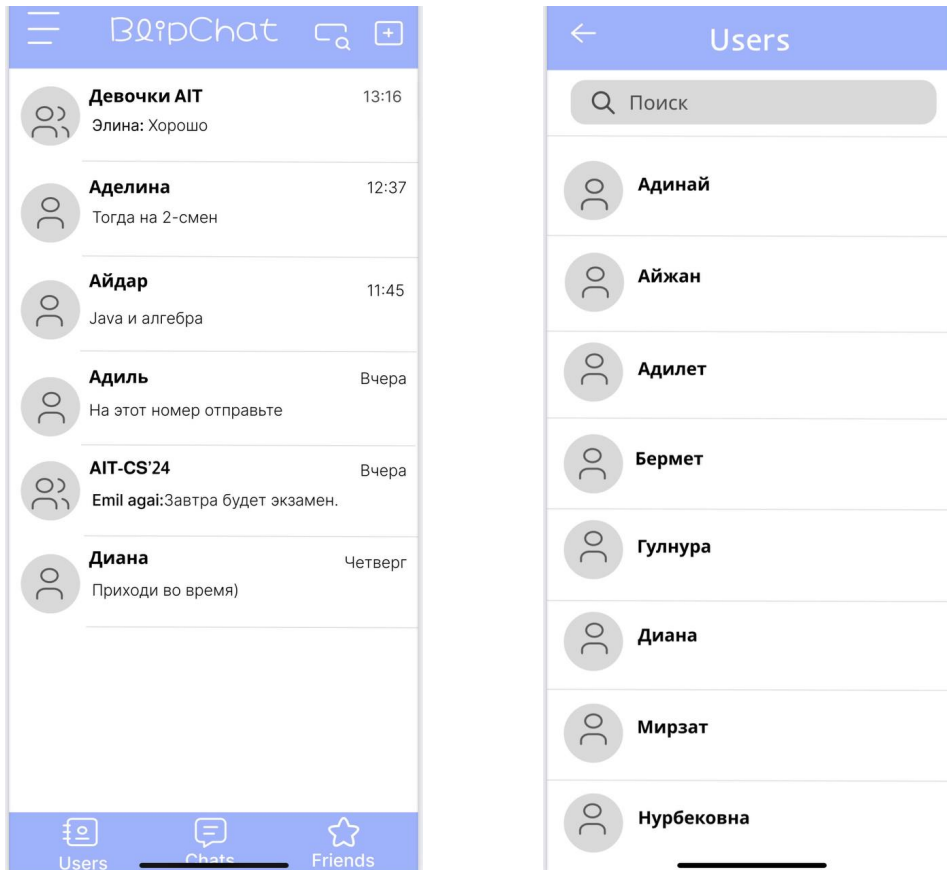 BlipChat
Девочки AIT
13:16
Элина: Хорошо
Аделина
12:37
Тогда на 2-смен
Айдар
11:45
Java и алгебра
Адиль
Вчера
На этот номер отправьте
AIT-CS'24
Вчера
Emil agai:Завтра будет экзамен.
Диана
Четверг
Приходи во время)
Users
Chats
Friends
Users
Поиск
Адинай
Айжан
Адилет
Бермет
Гулнура
Диана
Мирзат
Нурбековна